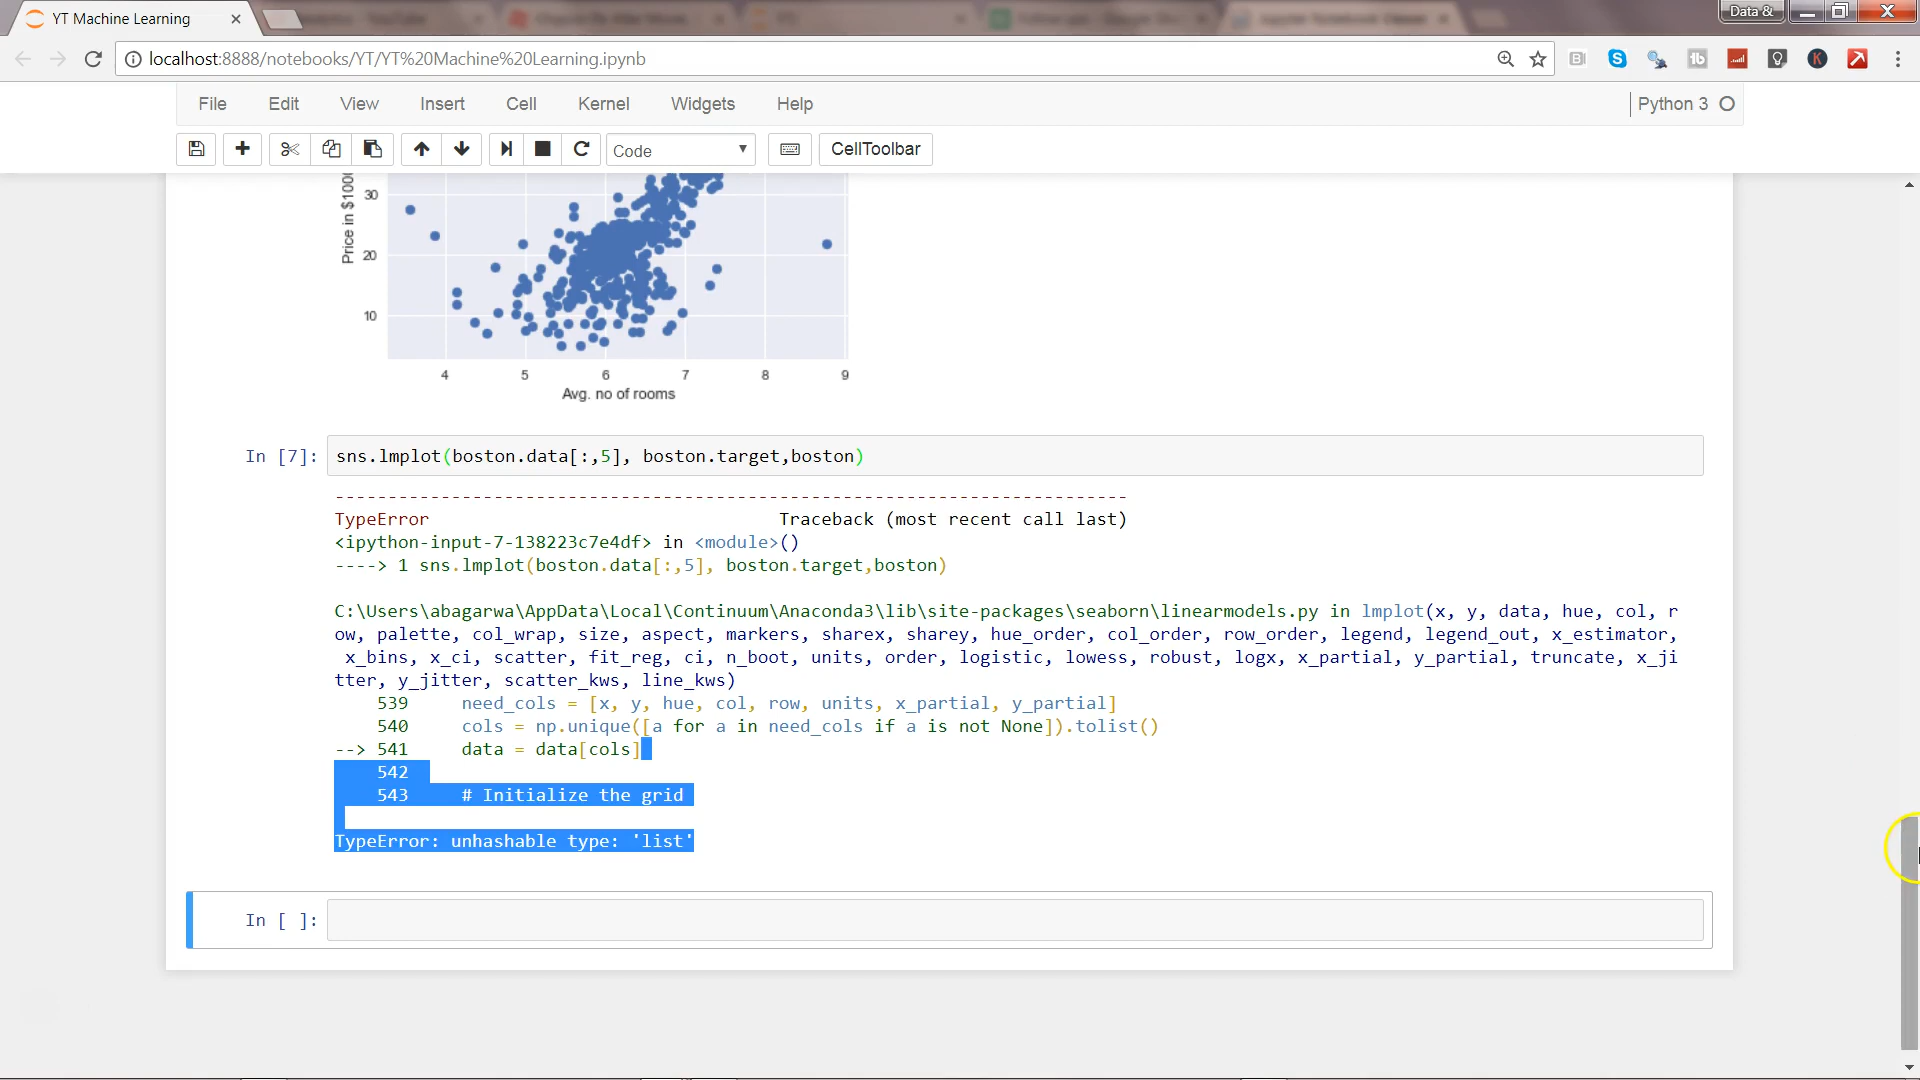 YT Machine Learning
Data &
localhost:8888/notebooks/YT/YT%20Machine%20Learning.ipynb
File Edit View Insert Cell Kernel Widgets Help
Python 3
Code
CellToolbar
30
20
10
Price in $1000
4 5 6 7 8 9
Avg. no of rooms
In [7]: sns.lmplot(boston.data[:,5], boston.target,boston)
---------------------------------------------------------------------------
TypeError Traceback (most recent call last)
<ipython-input-7-138223c7e4df> in <module>()
----> 1 sns.lmplot(boston.data[:,5], boston.target,boston)
C:\Users\abagarwa\AppData\Local\Continuum\Anaconda3\lib\site-packages\seaborn\linearmodels.py in lmplot(x, y, data, hue, col, r
ow, palette, col_wrap, size, aspect, markers, sharex, sharey, hue_order, col_order, row_order, legend, legend_out, x_estimator,
x_bins, x_ci, scatter, fit_reg, ci, n_boot, units, order, logistic, lowess, robust, logx, x_partial, y_partial, truncate, x_ji
tter, y_jitter, scatter_kws, line_kws)
539 need_cols = [x, y, hue, col, row, units, x_partial, y_partial]
540 cols = np.unique([a for a in need_cols if a is not None]).tolist()
--> 541 data = data[cols]
542
543 # Initialize the grid
TypeError: unhashable type: 'list'
In [ ]: